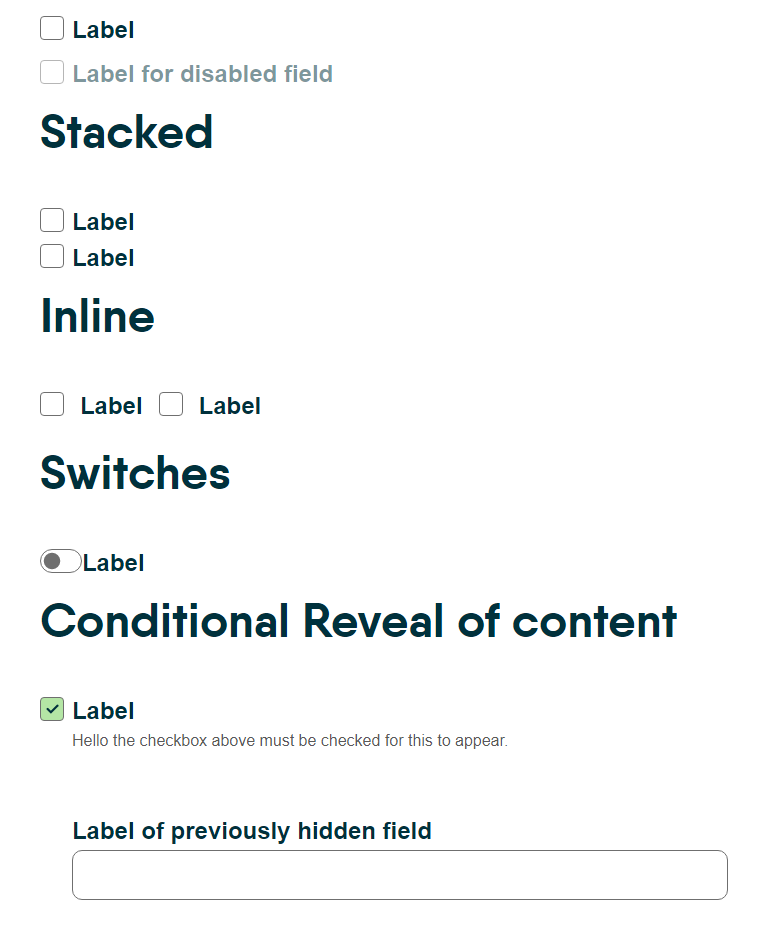 Label
Label for disabled field
Stacked
Label
Label
Inline
Label Label
Switches
Label
Conditional Reveal of content
Label
Hello the checkbox above must be checked for this to appear.
Label of previously hidden field